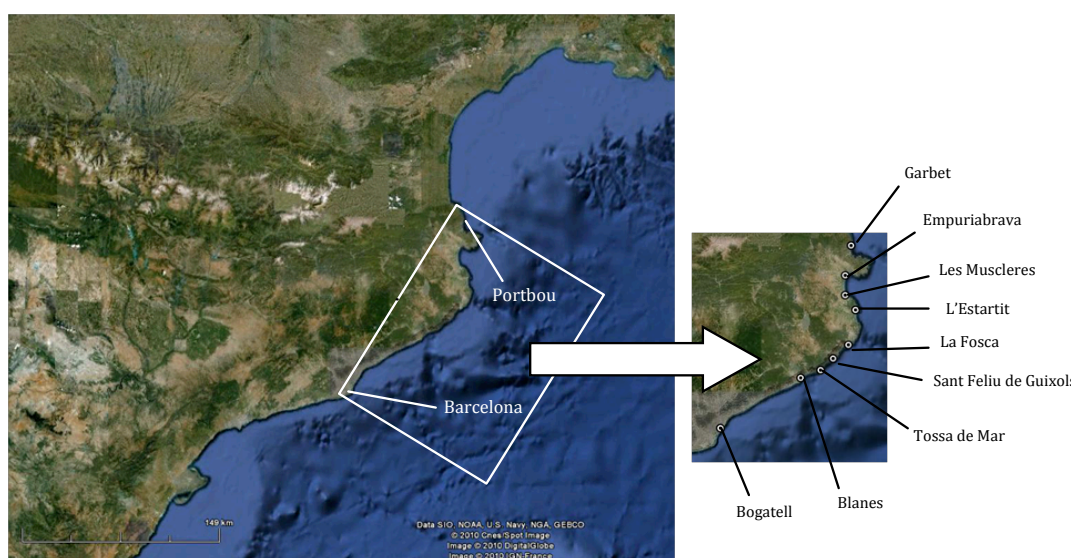 Portbou
Barcelona
149 km
Data SIO, NOAA, U.S. Navy, NGA, GEBCO
© 2010 Cnes/Spot Image
Image © 2010 DigitalGlobe
Image © 2010 IGN-France
Garbet
Empuriabrava
Les Muscleres
L'Estartit
La Fosca
Sant Feliu de Guixols
Tossa de Mar
Blanes
Bogatell